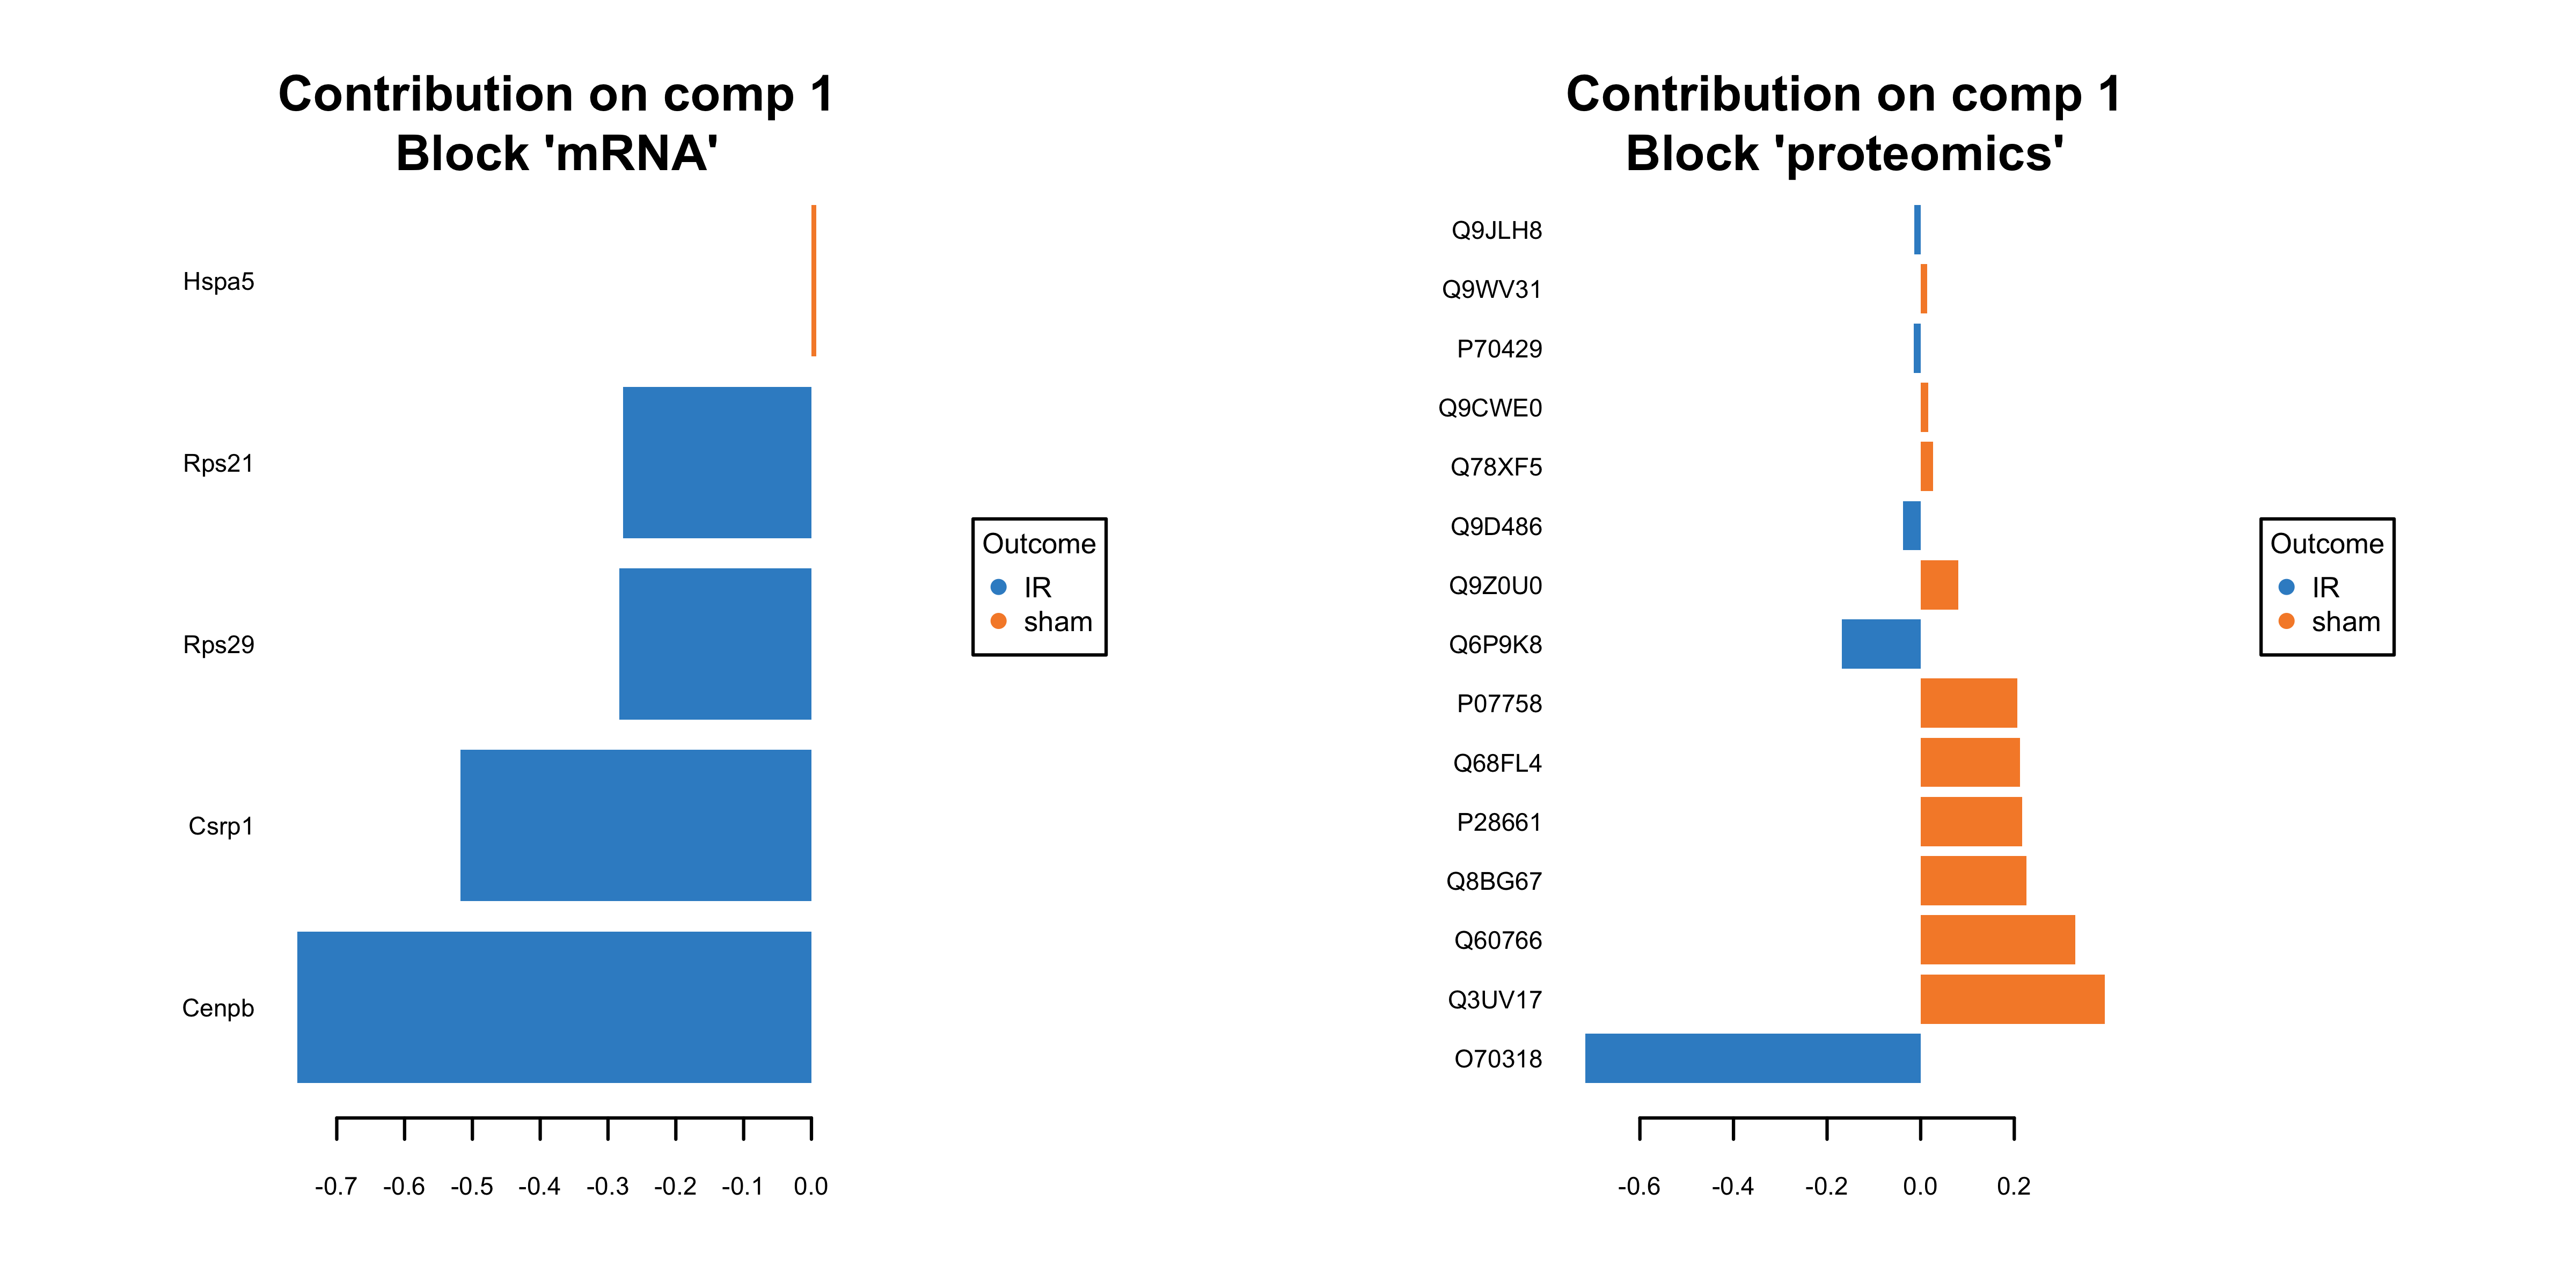 Contribution on comp 1
Block 'mRNA'
Hspa5
Rps21
Rps29
Csrp1
Cenpb
-0.7 -0.6 -0.5 -0.4 -0.3 -0.2 -0.1 0.0
Outcome
IR
sham
Contribution on comp 1
Block 'proteomics'
Q9JLH8
Q9WV31
P70429
Q9CWE0
Q78XF5
Q9D486
Q9Z0U0
Q6P9K8
P07758
Q68FL4
P28661
Q8BG67
Q60766
Q3UV17
O70318
-0.6 -0.4 -0.2 0.0 0.2
Outcome
IR
sham